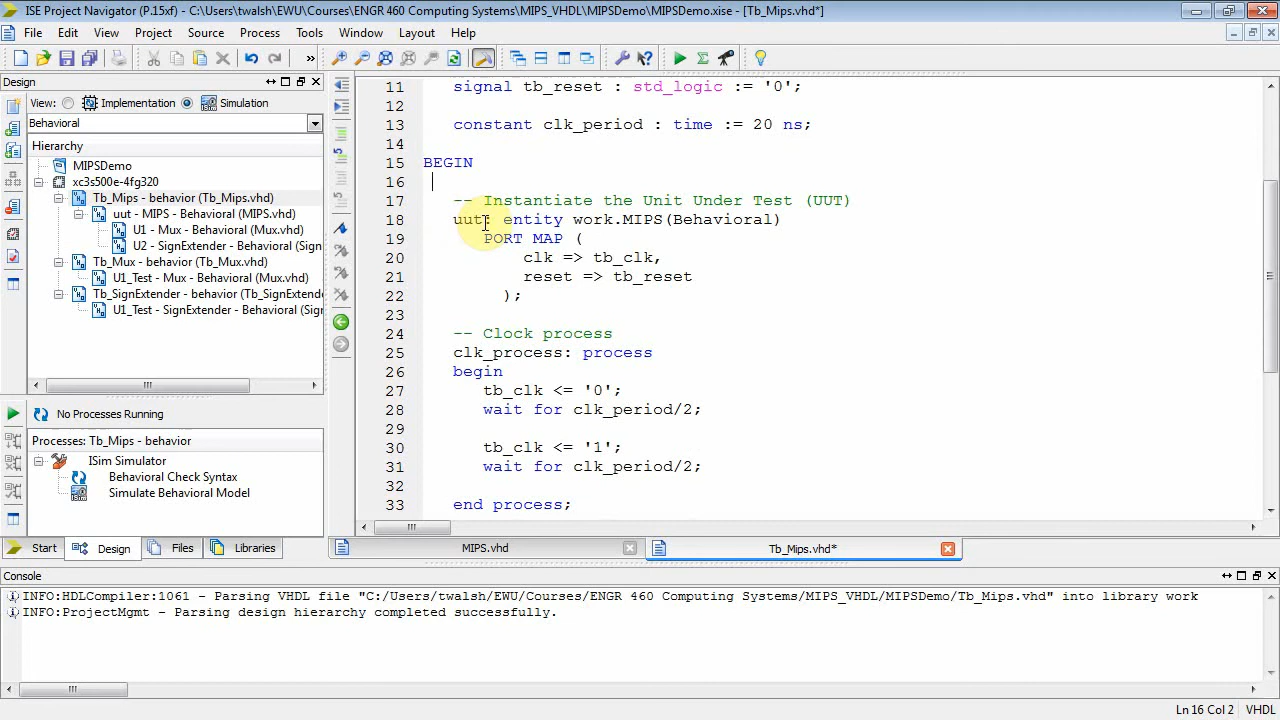 ISE Project Navigator (P.15xf) - C:\Users\twalsh\EWU\Courses\ENGR 460 Computing Systems\MIPS_VHDL\MIPSDemo\MIPSDemo.xise - [Tb_Mips.vhd*]
File Edit View Project Source Process Tools Window Layout Help
»
Design
View: Implementation Simulation
Behavioral
Hierarchy
MIPSDemo
xc3s500e-4fg320
Tb_Mips - behavior (Tb_Mips.vhd)
uut - MIPS - Behavioral (MIPS.vhd)
U1 - Mux - Behavioral (Mux.vhd)
U2 - SignExtender - Behavioral (Sign
Tb_Mux - behavior (Tb_Mux.vhd)
U1_Test - Mux - Behavioral (Mux.vhd)
Tb_SignExtender - behavior (Tb_SignExtende
U1_Test - SignExtender - Behavioral (Sig
No Processes Running
Processes: Tb_Mips - behavior
ISim Simulator
Behavioral Check Syntax
Simulate Behavioral Model
Start Design Files Libraries
11 signal tb_reset : std_logic := '0';
12
13 constant clk_period : time := 20 ns;
14
15 BEGIN
16
17 -- Instantiate the Unit Under Test (UUT)
18 uut: entity work.MIPS(Behavioral)
19 PORT MAP (
20 clk => tb_clk,
21 reset => tb_reset
22 );
23
24 -- Clock process
25 clk_process: process
26 begin
27 tb_clk <= '0';
28 wait for clk_period/2;
29
30 tb_clk <= '1';
31 wait for clk_period/2;
32
33 end process;
MIPS.vhd Tb_Mips.vhd*
Console
INFO:HDLCompiler:1061 - Parsing VHDL file "C:/Users/twalsh/EWU/Courses/ENGR 460 Computing Systems/MIPS_VHDL/MIPSDemo/Tb_Mips.vhd" into library work
INFO:ProjectMgmt - Parsing design hierarchy completed successfully.
Ln 16 Col 2 VHDL